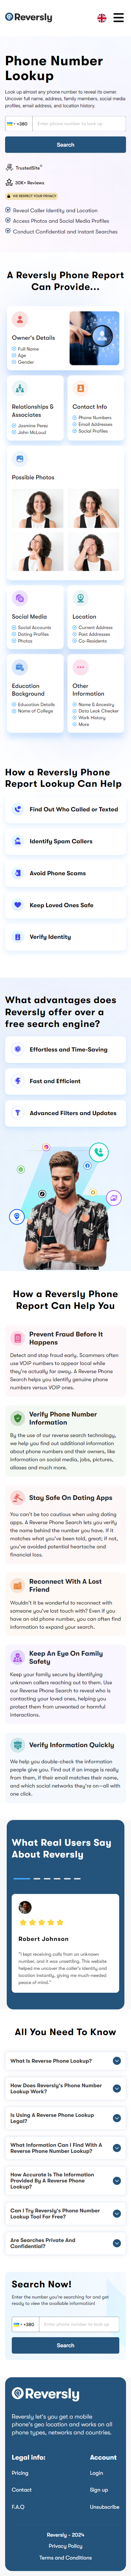 Reversly
Phone Number
Lookup
Look up almost any phone number to reveal its owner.
Uncover full name, address, family members, social media
profiles, email address, and location history.
+380 Enter phone number to look up
Search
TrustedSite
30K+ Reviews
WE RESPECT YOUR PRIVACY
Reveal Caller Identity and Location
Access Photos and Social Media Profiles
Conduct Confidential and Instant Searches
A Reversly Phone Report
Can Provide...
Owner's Details
Full Name
Age
Gender
Relationships &
Associates
Jasmine Perez
John McLoud
Contact Info
Phone Numbers
Email Addresses
Social Profiles
Possible Photos
Social Media
Social Accounts
Dating Profiles
Photos
Location
Current Address
Past Addresses
Co-Residents
Education
Background
Education Details
Name of College
Other
Information
Name & Ancestry
Data Leak Checker
Work History
More
How a Reversly Phone
Report Lookup Can Help
Find Out Who Called or Texted
Identify Spam Callers
Avoid Phone Scams
Keep Loved Ones Safe
Verify Identity
What advantages does
Reversly offer over a
free search engine?
Effortless and Time-Saving
Fast and Efficient
Advanced Filters and Updates
How a Reversly Phone
Report Can Help You
Prevent Fraud Before It
Happens
Detect and stop fraud early. Scammers often
use VOIP numbers to appear local while
they're actually far away. A Reverse Phone
Search helps you identify genuine phone
numbers versus VOIP ones.
Verify Phone Number
Information
By the use of our reverse search technology,
we help you find out additional information
about phone numbers and their owners, like
information on social media, jobs, pictures,
aliases and much more.
Stay Safe On Dating Apps
You can't be too cautious when using dating
apps. A Reverse Phone Search lets you verify
the name behind the number you have. If it
matches what you've been told, great; if not,
you've avoided potential heartache and
financial loss.
Reconnect With A Lost
Friend
Wouldn't it be wonderful to reconnect with
someone you've lost touch with? Even if you
have an old phone number, you can often find
information to expand your search.
Keep An Eye On Family
Safety
Keep your family secure by identifying
unknown callers reaching out to them. Use
our Reverse Phone Search to reveal who is
contacting your loved ones, helping you
protect them from unwanted or harmful
interactions.
Verify Information Quickly
We help you double-check the information
people give you. Find out if an image is really
from them, if their email matches their name,
and which social networks they're on—all with
one click.
What Real Users Say
About Reversly
Robert Johnson
"I kept receiving calls from an unknown
number, and it was unsettling. This website
helped me uncover the caller's identity and
location instantly, giving me much-needed
peace of mind."
All You Need To Know
What Is Reverse Phone Lookup?
How Does Reversly's Phone Number
Lookup Work?
Is Using A Reverse Phone Lookup
Legal?
What Information Can I Find With A
Reverse Phone Number Lookup?
How Accurate Is The Information
Provided By A Reverse Phone
Lookup?
Can I Try Reversly's Phone Number
Lookup Tool For Free?
Are Searches Private And
Confidential?
Search Now!
Enter the number you're searching for and get
ready to view the available information!
+380 Enter phone number to look up
Search
Reversly
Reversly let's you get to mobile
phone's geo location and works on all
phone types, networks and countries.
Legal Info: Account
Pricing Login
Contact Sign up
F.A.Q Unsubscribe
Reversly - 2024
Privacy Policy
Terms and Conditions